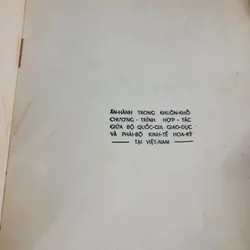 ẤN-HÀNH TRONG KHUÔN-KHỔ
CHƯƠNG-TRÌNH HỢP-TÁC
GIỮA BỘ QUỐC-GIA GIÁO-DỤC
VÀ PHÁI-BỘ KINH-TẾ HOA-KỲ
TẠI VIỆT-NAM